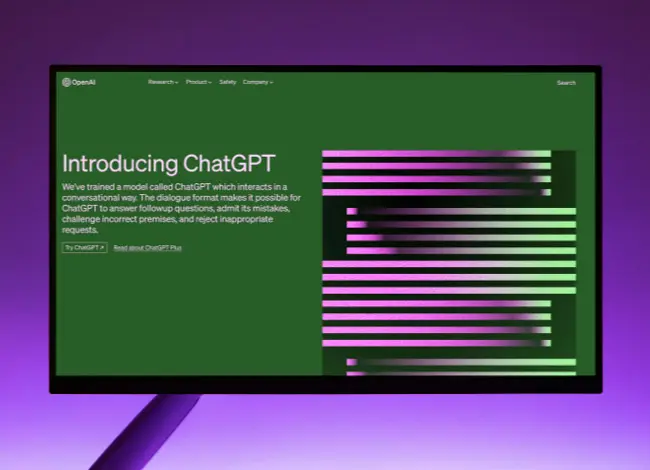 OpenAI Research Product Safety Company Search
Introducing ChatGPT
We've trained a model called ChatGPT which interacts in a
conversational way. The dialogue format makes it possible for
ChatGPT to answer followup questions, admit its mistakes,
challenge incorrect premises, and reject inappropriate
requests.
Try ChatGPT ↗ Read about ChatGPT Plus